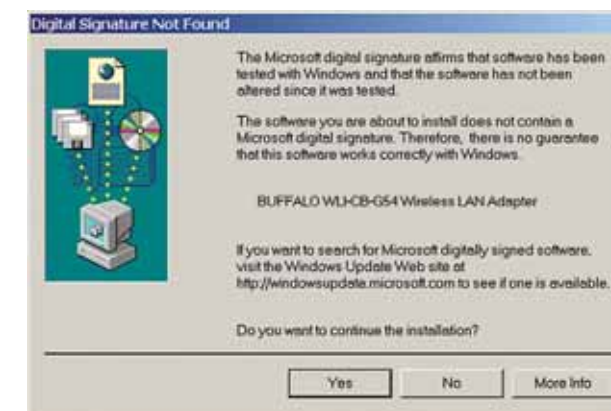 Digital Signature Not Found
The Microsoft digital signature affirms that software has been
tested with Windows and that the software has not been
altered since it was tested.
The software you are about to install does not contain a
Microsoft digital signature. Therefore, there is no guarantee
that this software works correctly with Windows.
BUFFALO WLI-CB-G54 Wireless LAN Adapter
If you want to search for Microsoft digitally signed software,
visit the Windows Update Web site at
http://windowsupdate.microsoft.com to see if one is available.
Do you want to continue the installation?
Yes
No
More Info